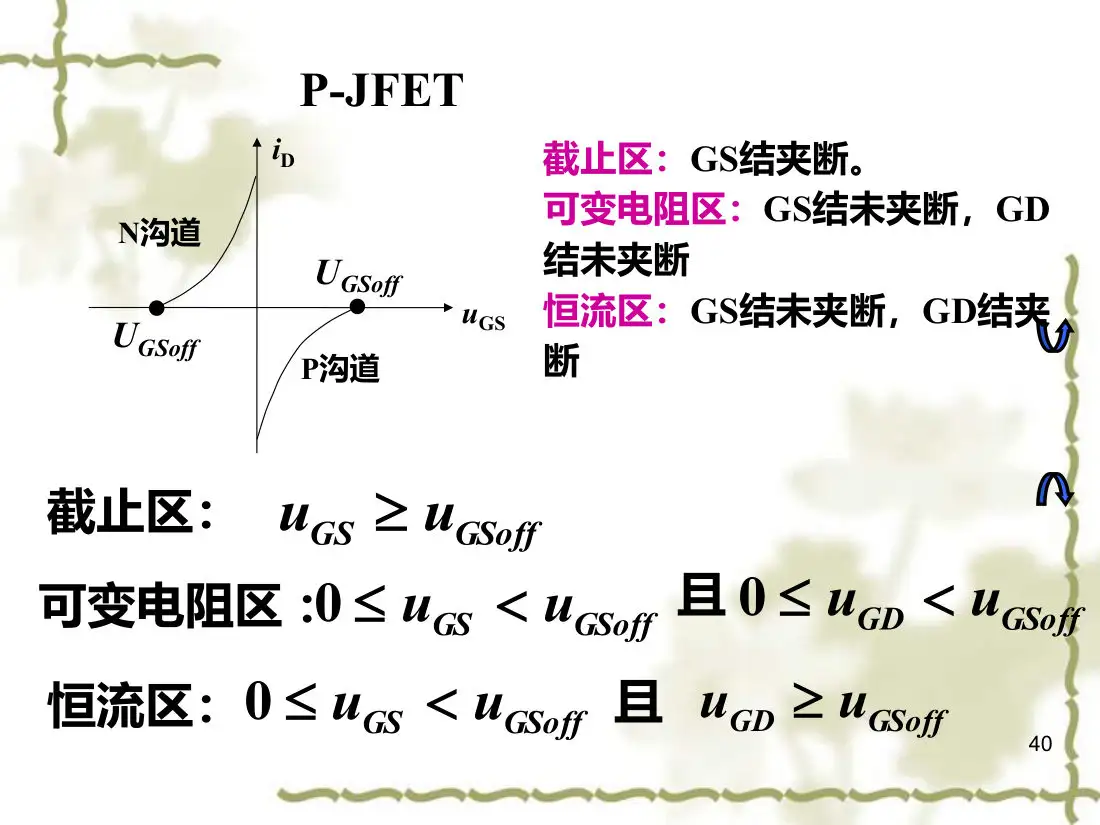 P-JFET
iD
N沟道
UGSoff
uGS
UGSoff
P沟道
截止区：GS结夹断。
可变电阻区：GS结未夹断，GD
结未夹断
恒流区：GS结未夹断，GD结夹
断
截止区： uGS ≥ uGSoff
可变电阻区：0 ≤ uGS < uGSoff 且 0 ≤ uGD < uGSoff
恒流区：0 ≤ uGS < uGSoff 且 uGD ≥ uGSoff
40